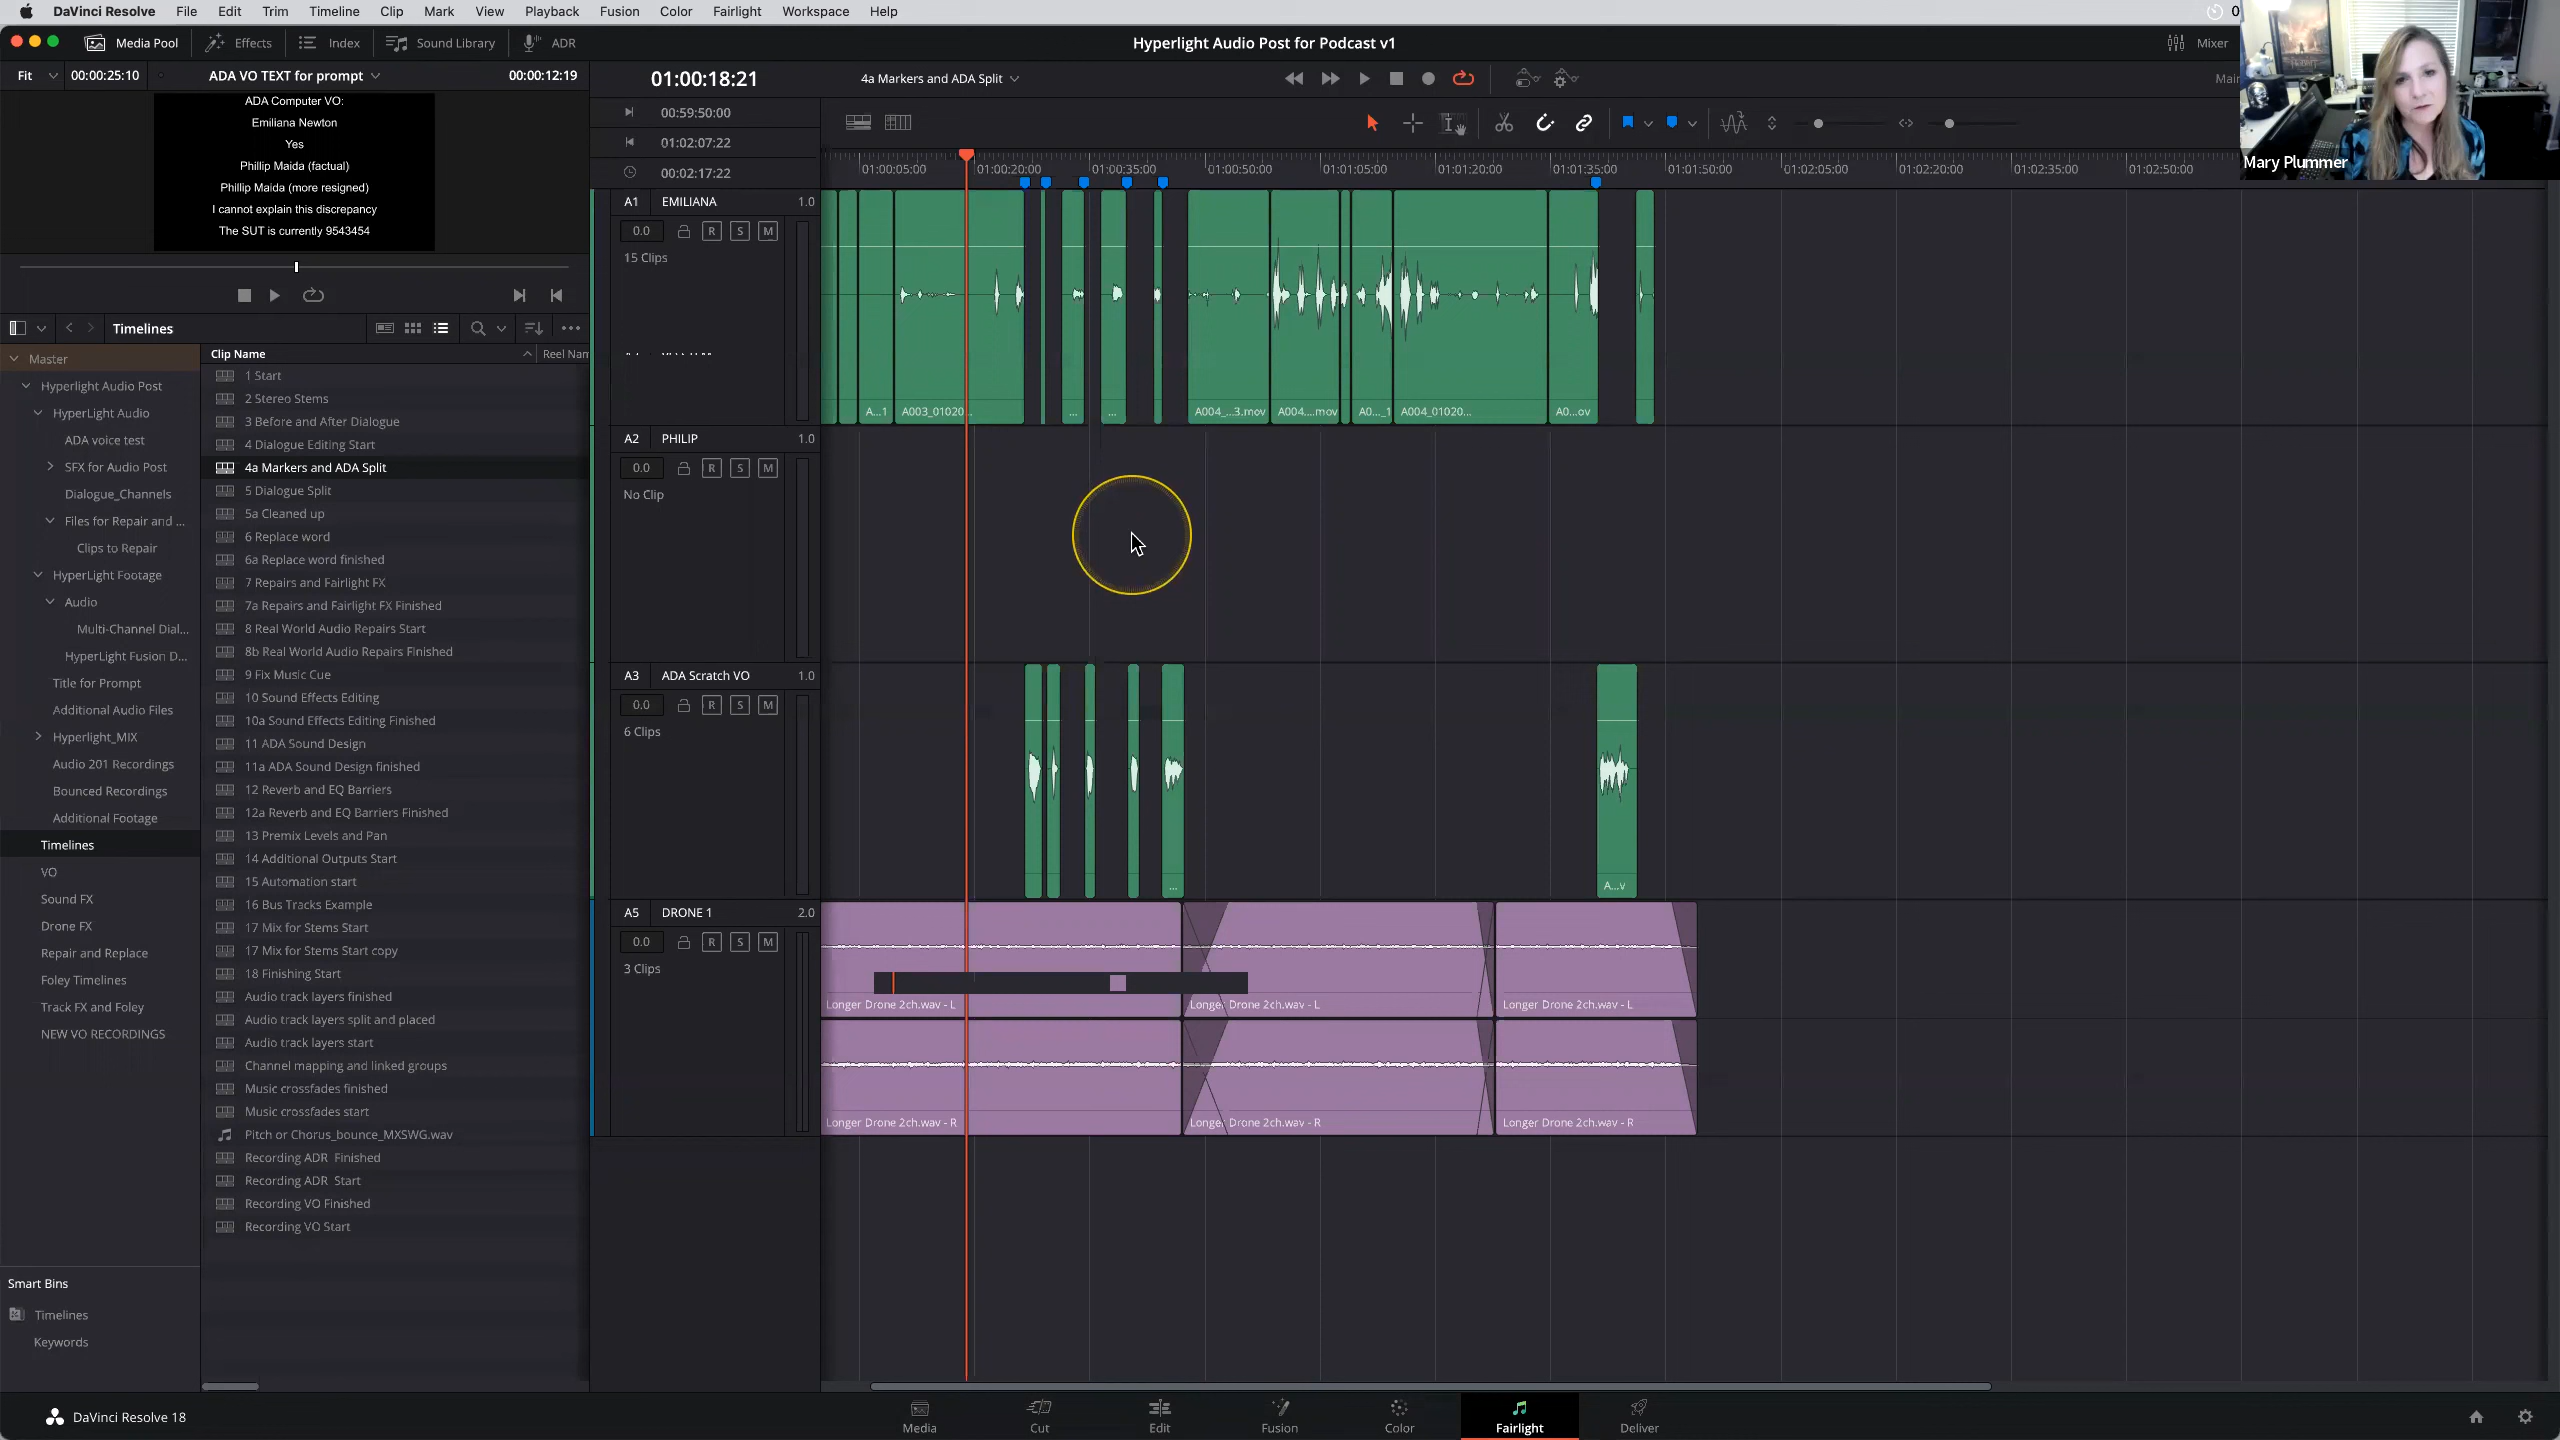 DaVinci Resolve File Edit Trim Timeline Clip Mark View Playback Fusion Color Fairlight Workspace Help
Media Pool Effects Index Sound Library ADR
Hyperlight Audio Post for Podcast v1
Mixer
Fit 00:00:25:10 ADA VO TEXT for prompt 00:00:12:19
01:00:18:21
4a Markers and ADA Split
ADA Computer VO:
Emiliana Newton
Yes
Phillip Maida (factual)
Phillip Maida (more resigned)
I cannot explain this discrepancy
The SUT is currently 9543454
00:59:50:00
01:02:07:22
00:02:17:22
Mary Plummer
01:00:05:00 01:00:20:00 01:00:35:00 01:00:50:00 01:01:05:00 01:01:20:00 01:01:35:00 01:01:50:00 01:02:05:00 01:02:20:00 01:02:35:00 01:02:50:00
Timelines
Master
Hyperlight Audio Post
HyperLight Audio
ADA voice test
SFX for Audio Post
Dialogue_Channels
Files for Repair and ...
Clips to Repair
HyperLight Footage
Audio
Multi-Channel Dial...
HyperLight Fusion D...
Title for Prompt
Additional Audio Files
Hyperlight_MIX
Audio 201 Recordings
Bounced Recordings
Additional Footage
Timelines
VO
Sound FX
Drone FX
Repair and Replace
Foley Timelines
Track FX and Foley
NEW VO RECORDINGS
Smart Bins
Timelines
Keywords
Clip Name Reel Nam
1 Start
2 Stereo Stems
3 Before and After Dialogue
4 Dialogue Editing Start
4a Markers and ADA Split
5 Dialogue Split
5a Cleaned up
6 Replace word
6a Replace word finished
7 Repairs and Fairlight FX
7a Repairs and Fairlight FX Finished
8 Real World Audio Repairs Start
8b Real World Audio Repairs Finished
9 Fix Music Cue
10 Sound Effects Editing
10a Sound Effects Editing Finished
11 ADA Sound Design
11a ADA Sound Design finished
12 Reverb and EQ Barriers
12a Reverb and EQ Barriers Finished
13 Premix Levels and Pan
14 Additional Outputs Start
15 Automation start
16 Bus Tracks Example
17 Mix for Stems Start
17 Mix for Stems Start copy
18 Finishing Start
Audio track layers finished
Audio track layers split and placed
Audio track layers start
Channel mapping and linked groups
Music crossfades finished
Music crossfades start
Pitch or Chorus_bounce_MXSWG.wav
Recording ADR Finished
Recording ADR Start
Recording VO Finished
Recording VO Start
A1 EMILIANA 1.0
0.0 R S M
15 Clips
A...1 A003_01020... ... ... A004_...3.mov A004....mov A0..._1 A004_01020... A0...ov
A2 PHILIP 1.0
0.0 R S M
No Clip
A3 ADA Scratch VO 1.0
0.0 R S M
6 Clips
... A...v
A5 DRONE 1 2.0
0.0 R S M
3 Clips
Longer Drone 2ch.wav - L Longer Drone 2ch.wav - L Longer Drone 2ch.wav - L
Longer Drone 2ch.wav - R Longer Drone 2ch.wav - R Longer Drone 2ch.wav - R
DaVinci Resolve 18
Media Cut Edit Fusion Color Fairlight Deliver